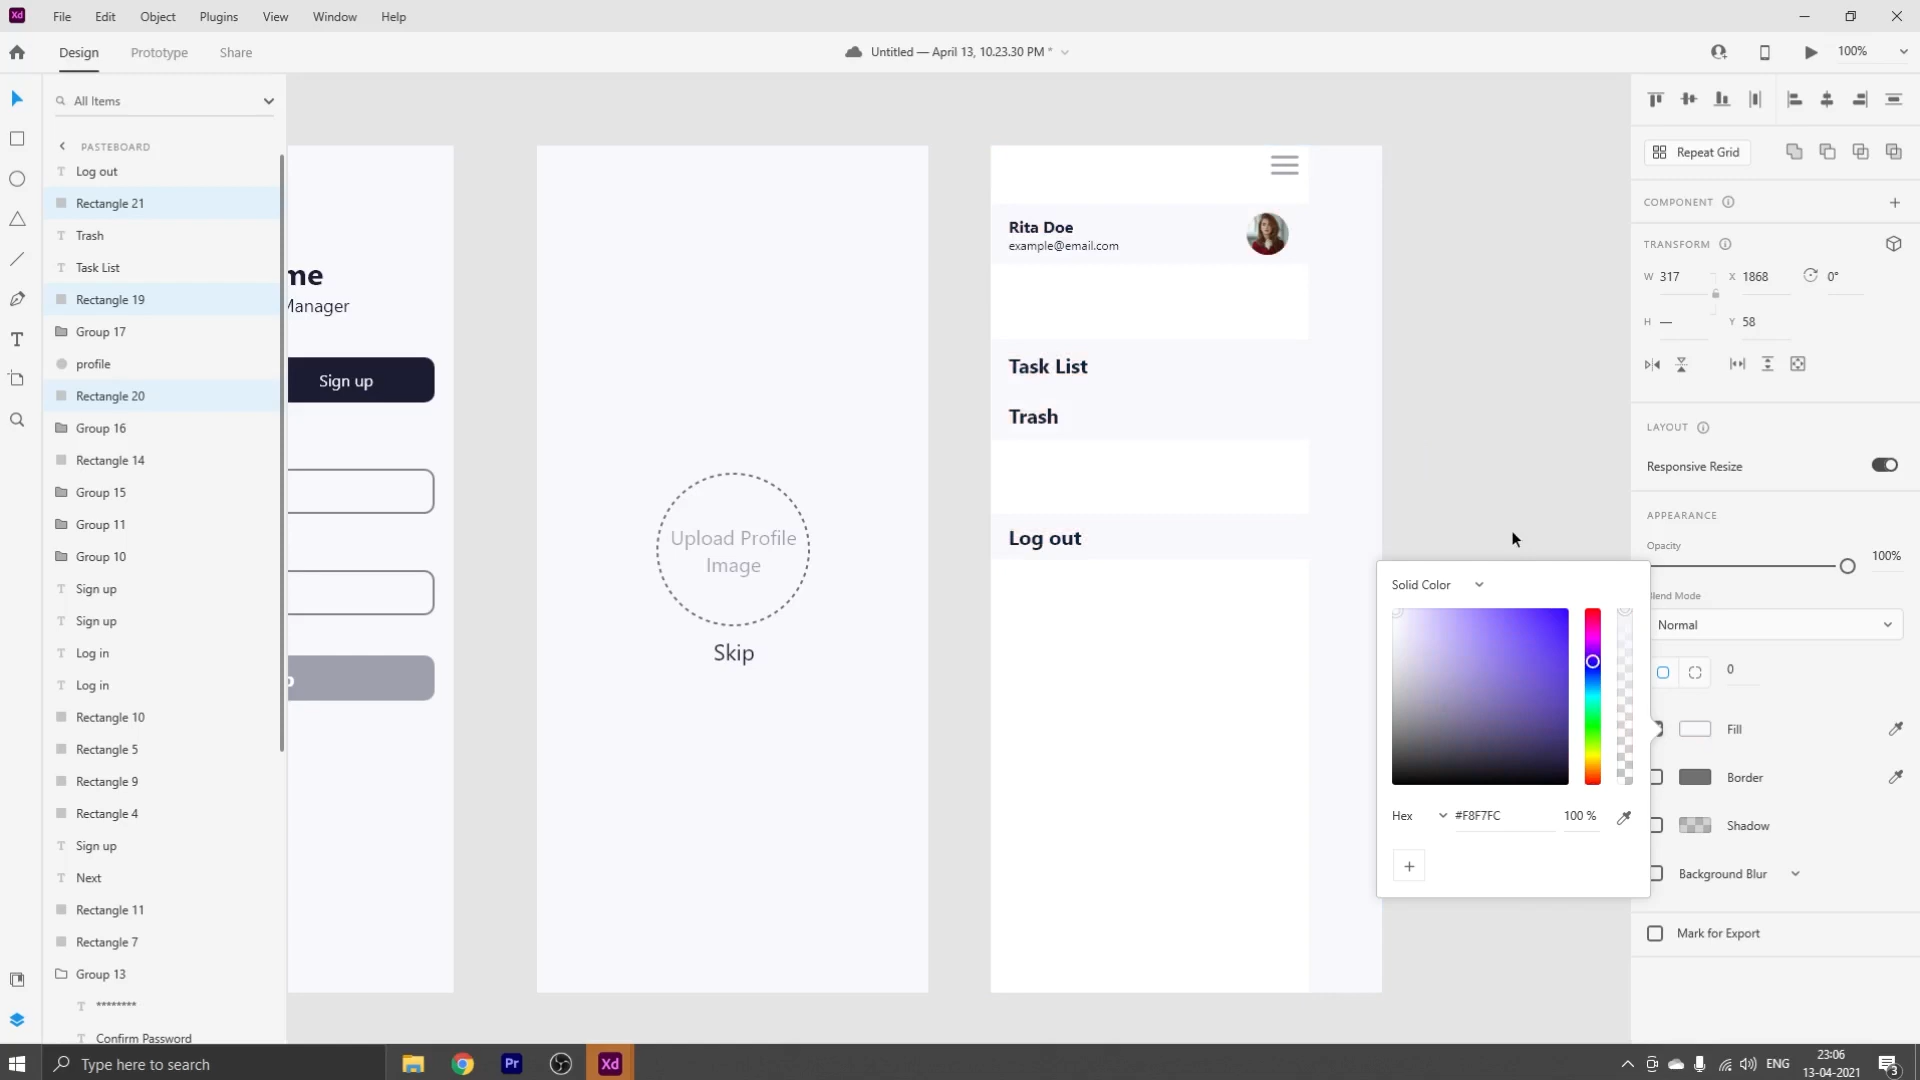 Xd File Edit Object Plugins View Window Help
Design Prototype Share
Untitled — April 13, 10.23.30 PM *
100%
All Items
PASTEBOARD
Log out
Rectangle 21
Trash
Task List
Rectangle 19
Group 17
profile
Rectangle 20
Group 16
Rectangle 14
Group 15
Group 11
Group 10
Sign up
Sign up
Log in
Log in
Rectangle 10
Rectangle 5
Rectangle 9
Rectangle 4
Sign up
Next
Rectangle 11
Rectangle 7
Group 13
********
Confirm Password
me
Manager
Sign up
Upload Profile
Image
Skip
Rita Doe
example@email.com
Task List
Trash
Log out
Solid Color
Hex #F8F7FC 100 %
+
Repeat Grid
COMPONENT
TRANSFORM
W 317 X 1868 0°
H — Y 58
LAYOUT
Responsive Resize
APPEARANCE
Opacity
100%
Blend Mode
Normal
0
Fill
Border
Shadow
Background Blur
Mark for Export
Type here to search
Pr
Xd
ENG
23:06
13-04-2021
3